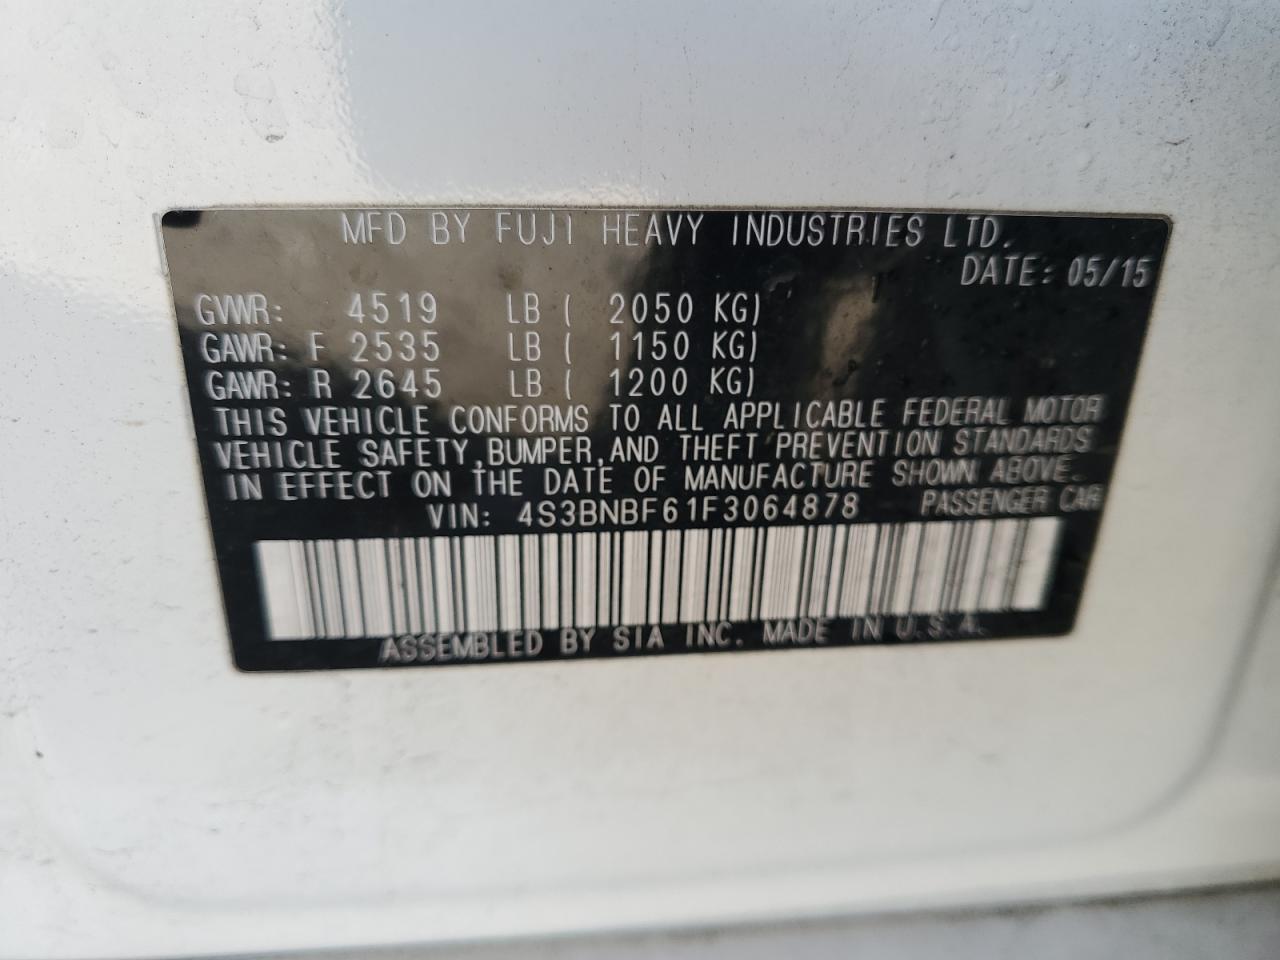 MFD BY FUJI HEAVY INDUSTRIES LTD.
DATE: 05/15
GVWR: 4519 LB ( 2050 KG)
GAWR: F 2535 LB ( 1150 KG)
GAWR: R 2645 LB ( 1200 KG)
THIS VEHICLE CONFORMS TO ALL APPLICABLE FEDERAL MOTOR
VEHICLE SAFETY,BUMPER,AND THEFT PREVENTION STANDARDS
IN EFFECT ON THE DATE OF MANUFACTURE SHOWN ABOVE.
VIN: 4S3BNBF61F3064878 PASSENGER CAR
ASSEMBLED BY SIA INC. MADE IN U.S.A.